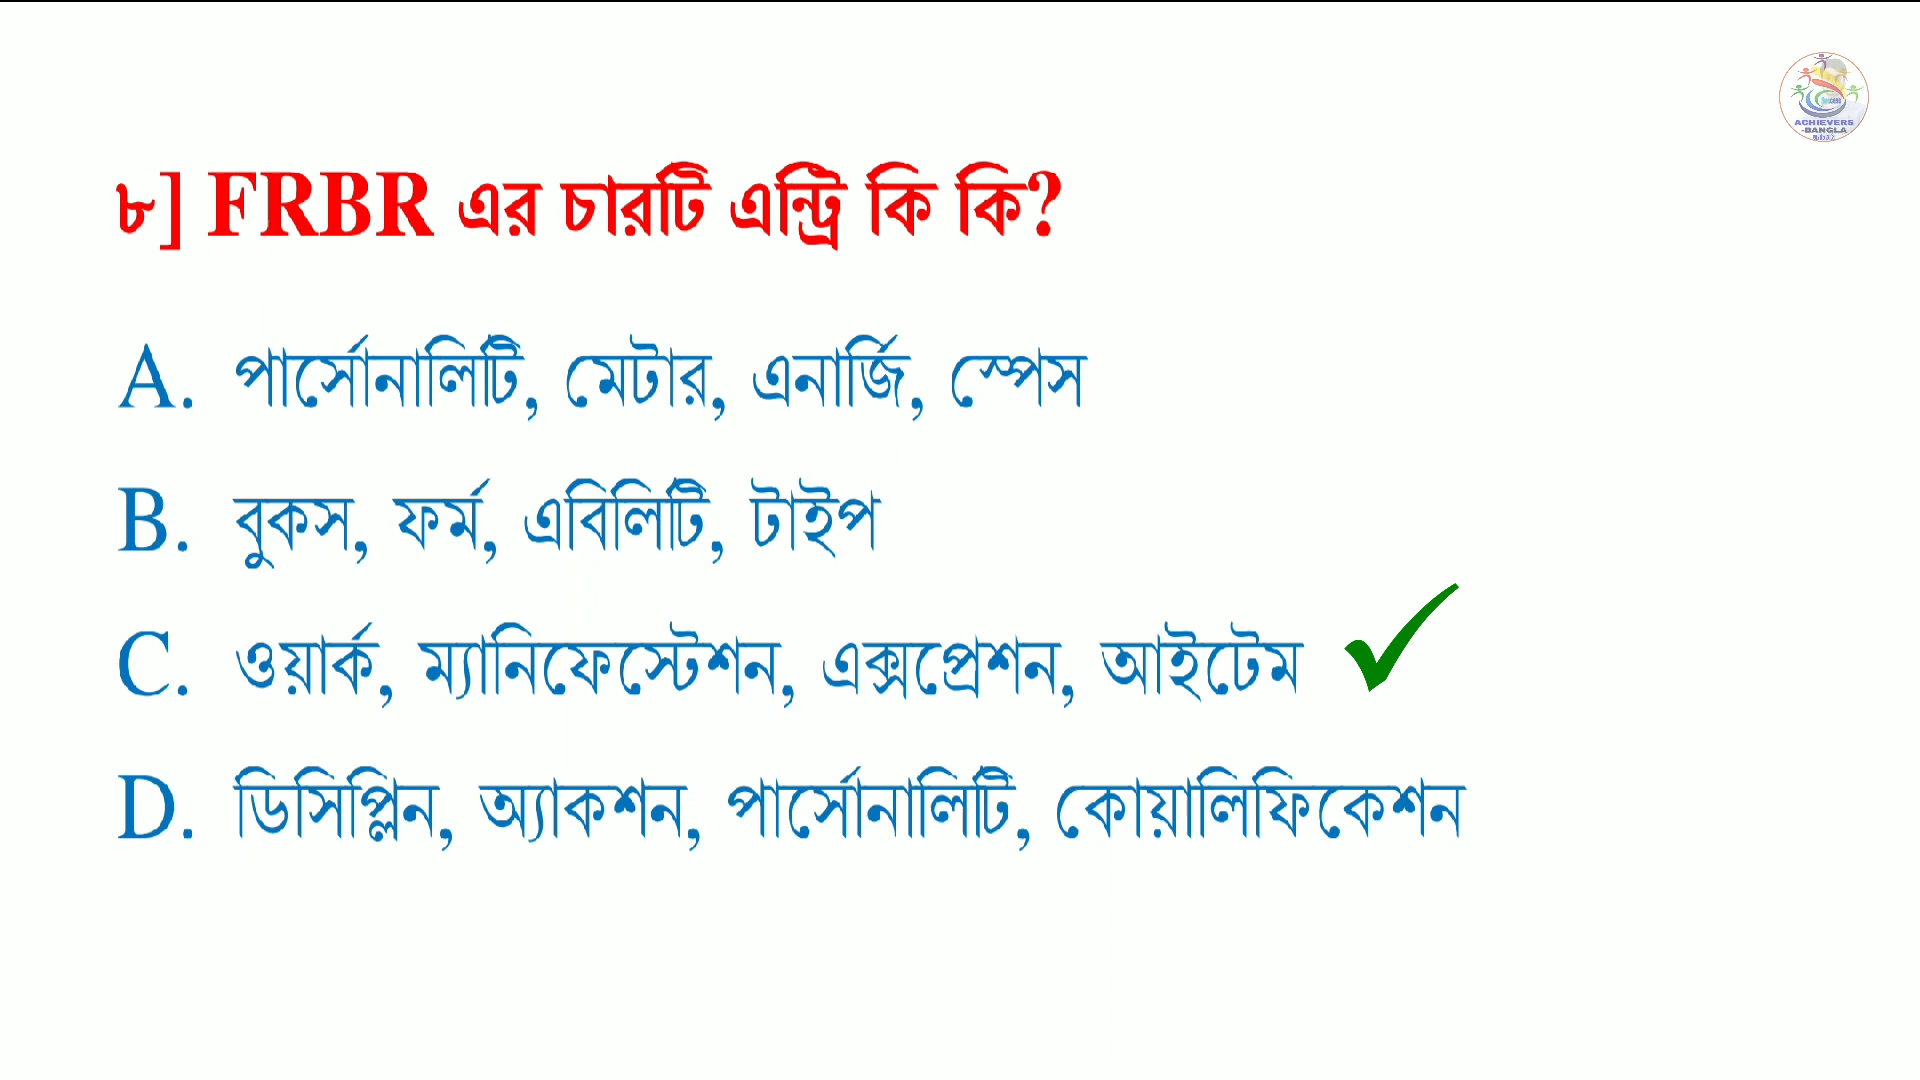 ACHIEVERS
-BANGLA
৮] FRBR এর চারটি এন্ট্রি কি কি?
A. পার্সোনালিটি, মেটার, এনার্জি, স্পেস
B. বুকস, ফর্ম, এবিলিটি, টাইপ
C. ওয়ার্ক, ম্যানিফেস্টেশন, এক্সপ্রেশন, আইটেম
D. ডিসিপ্লিন, অ্যাকশন, পার্সোনালিটি, কোয়ালিফিকেশন